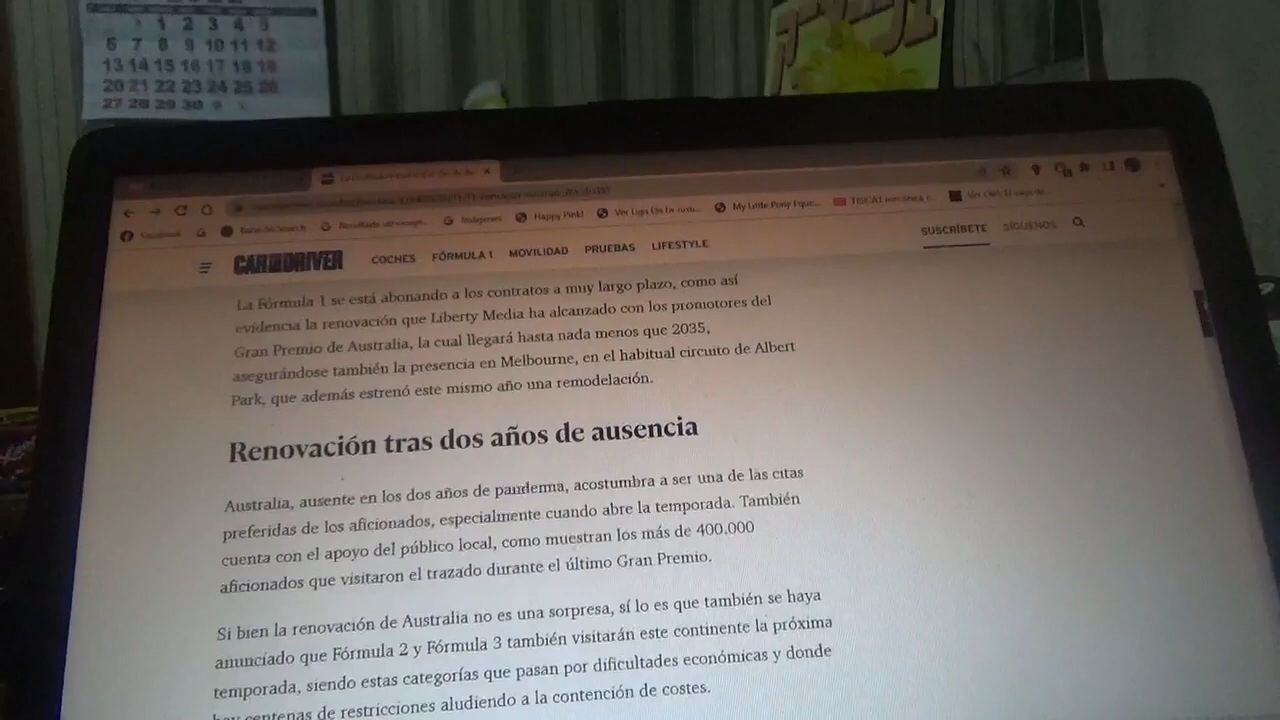 1 2 3 4 5
6 7 8 9 10 11 12
13 14 15 16 17 18 19
20 21 22 23 24 25 26
27 28 29 30
Facebook
Happy Pink!
My Little Pony Eque...
CAR AND DRIVER
COCHES FÓRMULA 1 MOVILIDAD PRUEBAS LIFESTYLE
SUSCRÍBETE SÍGUENOS
La Fórmula 1 se está abonando a los contratos a muy largo plazo, como así
evidencia la renovación que Liberty Media ha alcanzado con los promotores del
Gran Premio de Australia, la cual llegará hasta nada menos que 2035,
asegurándose también la presencia en Melbourne, en el habitual circuito de Albert
Park, que además estrenó este mismo año una remodelación.
Renovación tras dos años de ausencia
Australia, ausente en los dos años de pandemia, acostumbra a ser una de las citas
preferidas de los aficionados, especialmente cuando abre la temporada. También
cuenta con el apoyo del público local, como muestran los más de 400.000
aficionados que visitaron el trazado durante el último Gran Premio.
Si bien la renovación de Australia no es una sorpresa, sí lo es que también se haya
anunciado que Fórmula 2 y Fórmula 3 también visitarán este continente la próxima
temporada, siendo estas categorías que pasan por dificultades económicas y donde
hay centenas de restricciones aludiendo a la contención de costes.